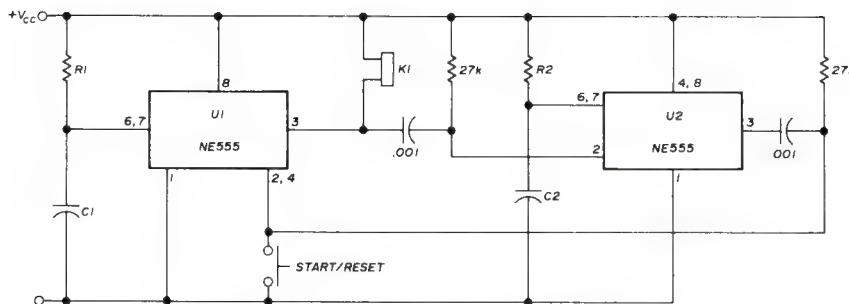 +Vcc
R1
8
6,7
U1
NE555
3
1
2,4
C1
START/RESET
K1
.001
27k
R2
6,7
2
C2
4,8
U2
NE555
3
1
.001
27